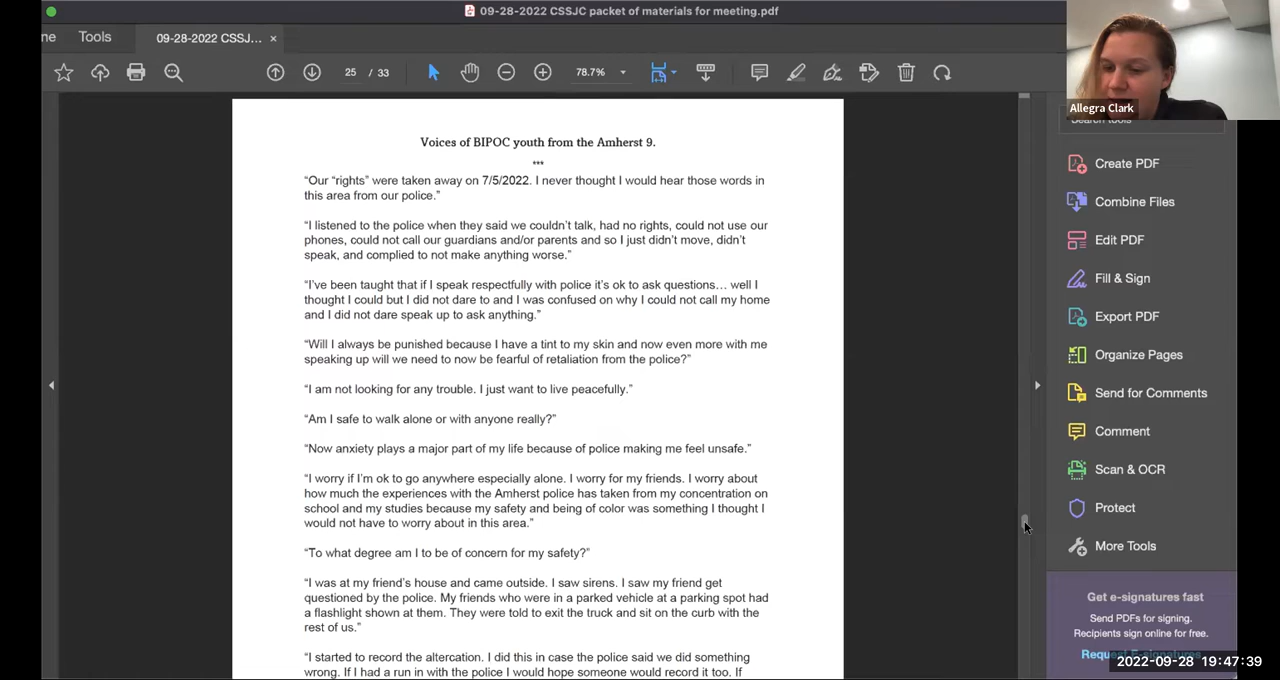 09-28-2022 CSSJC packet of materials for meeting.pdf
ne
Tools
09-28-2022 CSSJ... ×
25 / 33
78.7%
Allegra Clark
Search tools
Voices of BIPOC youth from the Amherst 9.
***
“Our “rights” were taken away on 7/5/2022. I never thought I would hear those words in
this area from our police.”
“I listened to the police when they said we couldn’t talk, had no rights, could not use our
phones, could not call our guardians and/or parents and so I just didn’t move, didn’t
speak, and complied to not make anything worse.”
“I’ve been taught that if I speak respectfully with police it’s ok to ask questions… well I
thought I could but I did not dare to and I was confused on why I could not call my home
and I did not dare speak up to ask anything.”
“Will I always be punished because I have a tint to my skin and now even more with me
speaking up will we need to now be fearful of retaliation from the police?”
“I am not looking for any trouble. I just want to live peacefully.”
“Am I safe to walk alone or with anyone really?”
“Now anxiety plays a major part of my life because of police making me feel unsafe.”
“I worry if I’m ok to go anywhere especially alone. I worry for my friends. I worry about
how much the experiences with the Amherst police has taken from my concentration on
school and my studies because my safety and being of color was something I thought I
would not have to worry about in this area.”
“To what degree am I to be of concern for my safety?”
“I was at my friend’s house and came outside. I saw sirens. I saw my friend get
questioned by the police. My friends who were in a parked vehicle at a parking spot had
a flashlight shown at them. They were told to exit the truck and sit on the curb with the
rest of us.”
“I started to record the altercation. I did this in case the police said we did something
wrong. If I had a run in with the police I would hope someone would record it too. If
Create PDF
Combine Files
Edit PDF
Fill & Sign
Export PDF
Organize Pages
Send for Comments
Comment
Scan & OCR
Protect
More Tools
Get e-signatures fast
Send PDFs for signing.
Recipients sign online for free.
Request E-signatures
2022-09-28 19:47:39